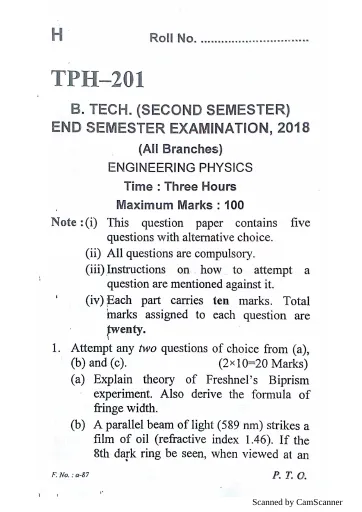 H Roll No. ................................
TPH–201
B. TECH. (SECOND SEMESTER)
END SEMESTER EXAMINATION, 2018
(All Branches)
ENGINEERING PHYSICS
Time : Three Hours
Maximum Marks : 100
Note : (i) This question paper contains five
questions with alternative choice.
(ii) All questions are compulsory.
(iii) Instructions on how to attempt a
question are mentioned against it.
(iv) Each part carries ten marks. Total
marks assigned to each question are
twenty.
1. Attempt any two questions of choice from (a),
(b) and (c). (2×10=20 Marks)
(a) Explain theory of Freshnel's Biprism
experiment. Also derive the formula of
fringe width.
(b) A parallel beam of light (589 nm) strikes a
film of oil (refractive index 1.46). If the
8th dark ring be seen, when viewed at an
F. No. : a-87 P. T. O.
Scanned by CamScanner